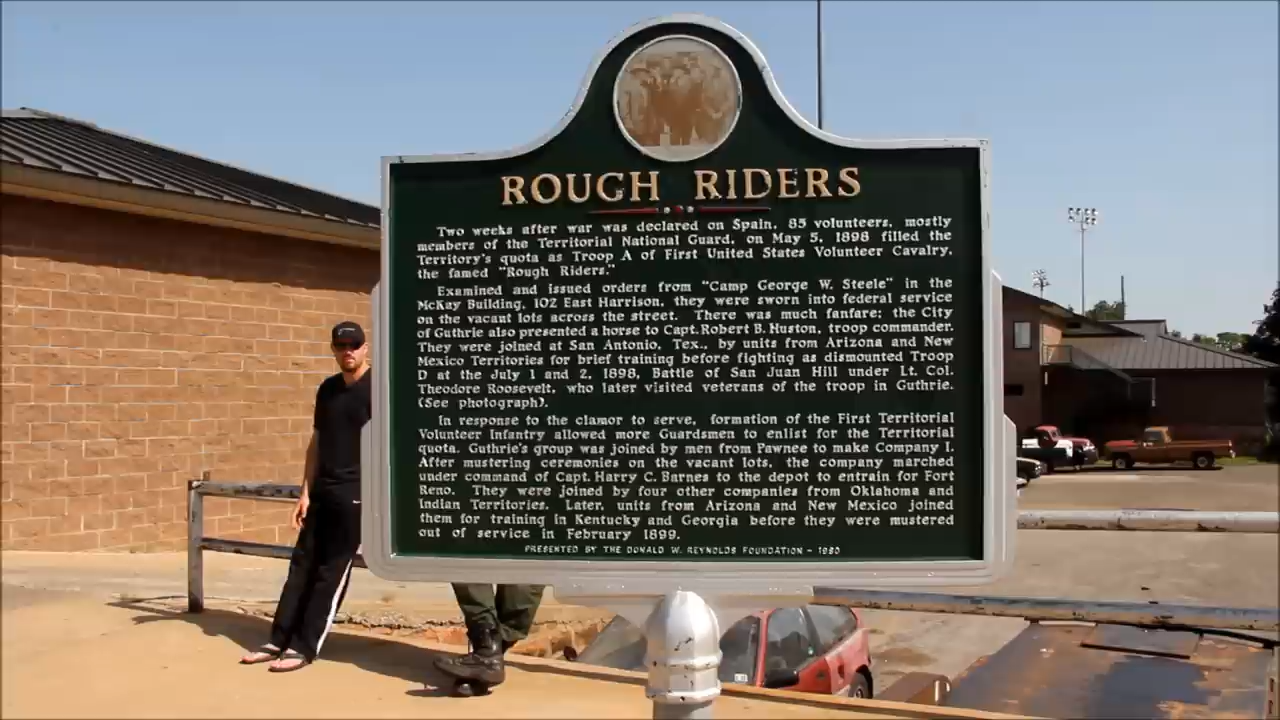 ROUGH RIDERS
Two weeks after war was declared on Spain, 85 volunteers, mostly
members of the Territorial National Guard, on May 5, 1898 filled the
Territory's quota as Troop A of First United States Volunteer Cavalry,
the famed "Rough Riders."
Examined and issued orders from "Camp George W. Steele" in the
McKay Building, 102 East Harrison, they were sworn into federal service
on the vacant lots across the street. There was much fanfare; the City
of Guthrie also presented a horse to Capt. Robert B. Huston, troop commander.
They were joined at San Antonio, Tex., by units from Arizona and New
Mexico Territories for brief training before fighting as dismounted Troop
D at the July 1 and 2, 1898, Battle of San Juan Hill under Lt. Col.
Theodore Roosevelt, who later visited veterans of the troop in Guthrie.
(See photograph).
In response to the clamor to serve, formation of the First Territorial
Volunteer Infantry allowed more Guardsmen to enlist for the Territorial
quota. Guthrie's group was joined by men from Pawnee to make Company I.
After mustering ceremonies on the vacant lots, the company marched
under command of Capt. Harry C. Barnes to the depot to entrain for Fort
Reno. They were joined by four other companies from Oklahoma and
Indian Territories. Later, units from Arizona and New Mexico joined
them for training in Kentucky and Georgia before they were mustered
out of service in February 1899.
PRESENTED BY THE DONALD W. REYNOLDS FOUNDATION - 1980